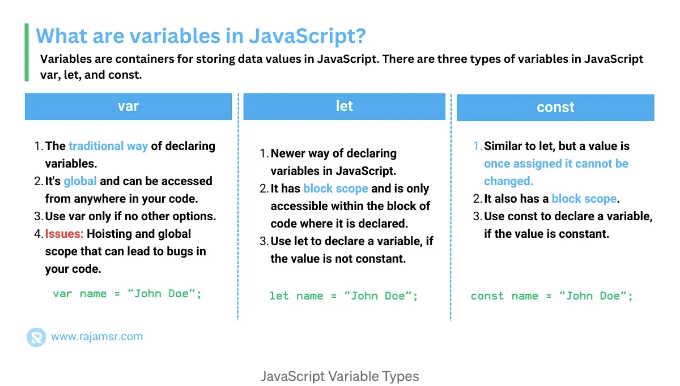 What are variables in JavaScript?
Variables are containers for storing data values in JavaScript. There are three types of variables in JavaScript
var, let, and const.
var
1. The traditional way of declaring
variables.
2. It's global and can be accessed
from anywhere in your code.
3. Use var only if no other options.
4. Issues: Hoisting and global
scope that can lead to bugs in
your code.
var name = "John Doe";
let
1. Newer way of declaring
variables in JavaScript.
2. It has block scope and is only
accessible within the block of
code where it is declared.
3. Use let to declare a variable, if
the value is not constant.
let name = "John Doe";
const
1. Similar to let, but a value is
once assigned it cannot be
changed.
2. It also has a block scope.
3. Use const to declare a variable,
if the value is constant.
const name = "John Doe";
www.rajamsr.com
JavaScript Variable Types